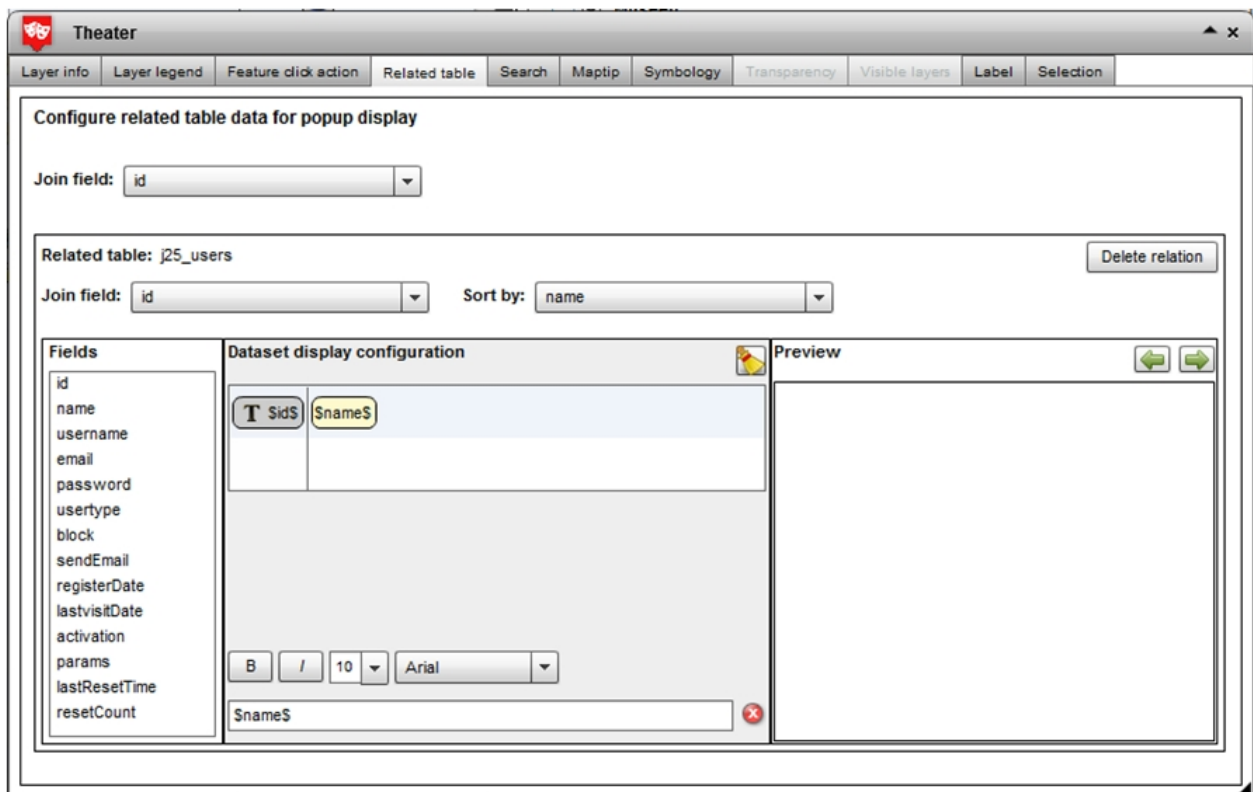 Theater
Layer info Layer legend Feature click action Related table Search Maptip Symbology Transparency Visible layers Label Selection
Configure related table data for popup display
Join field: id
Related table: j25_users Delete relation
Join field: id Sort by: name
Fields Dataset display configuration Preview
id
name
username
email
password
usertype
block
sendEmail
registerDate
lastvisitDate
activation
params
lastResetTime
resetCount
T $id$ $name$
B I 10 Arial
$name$